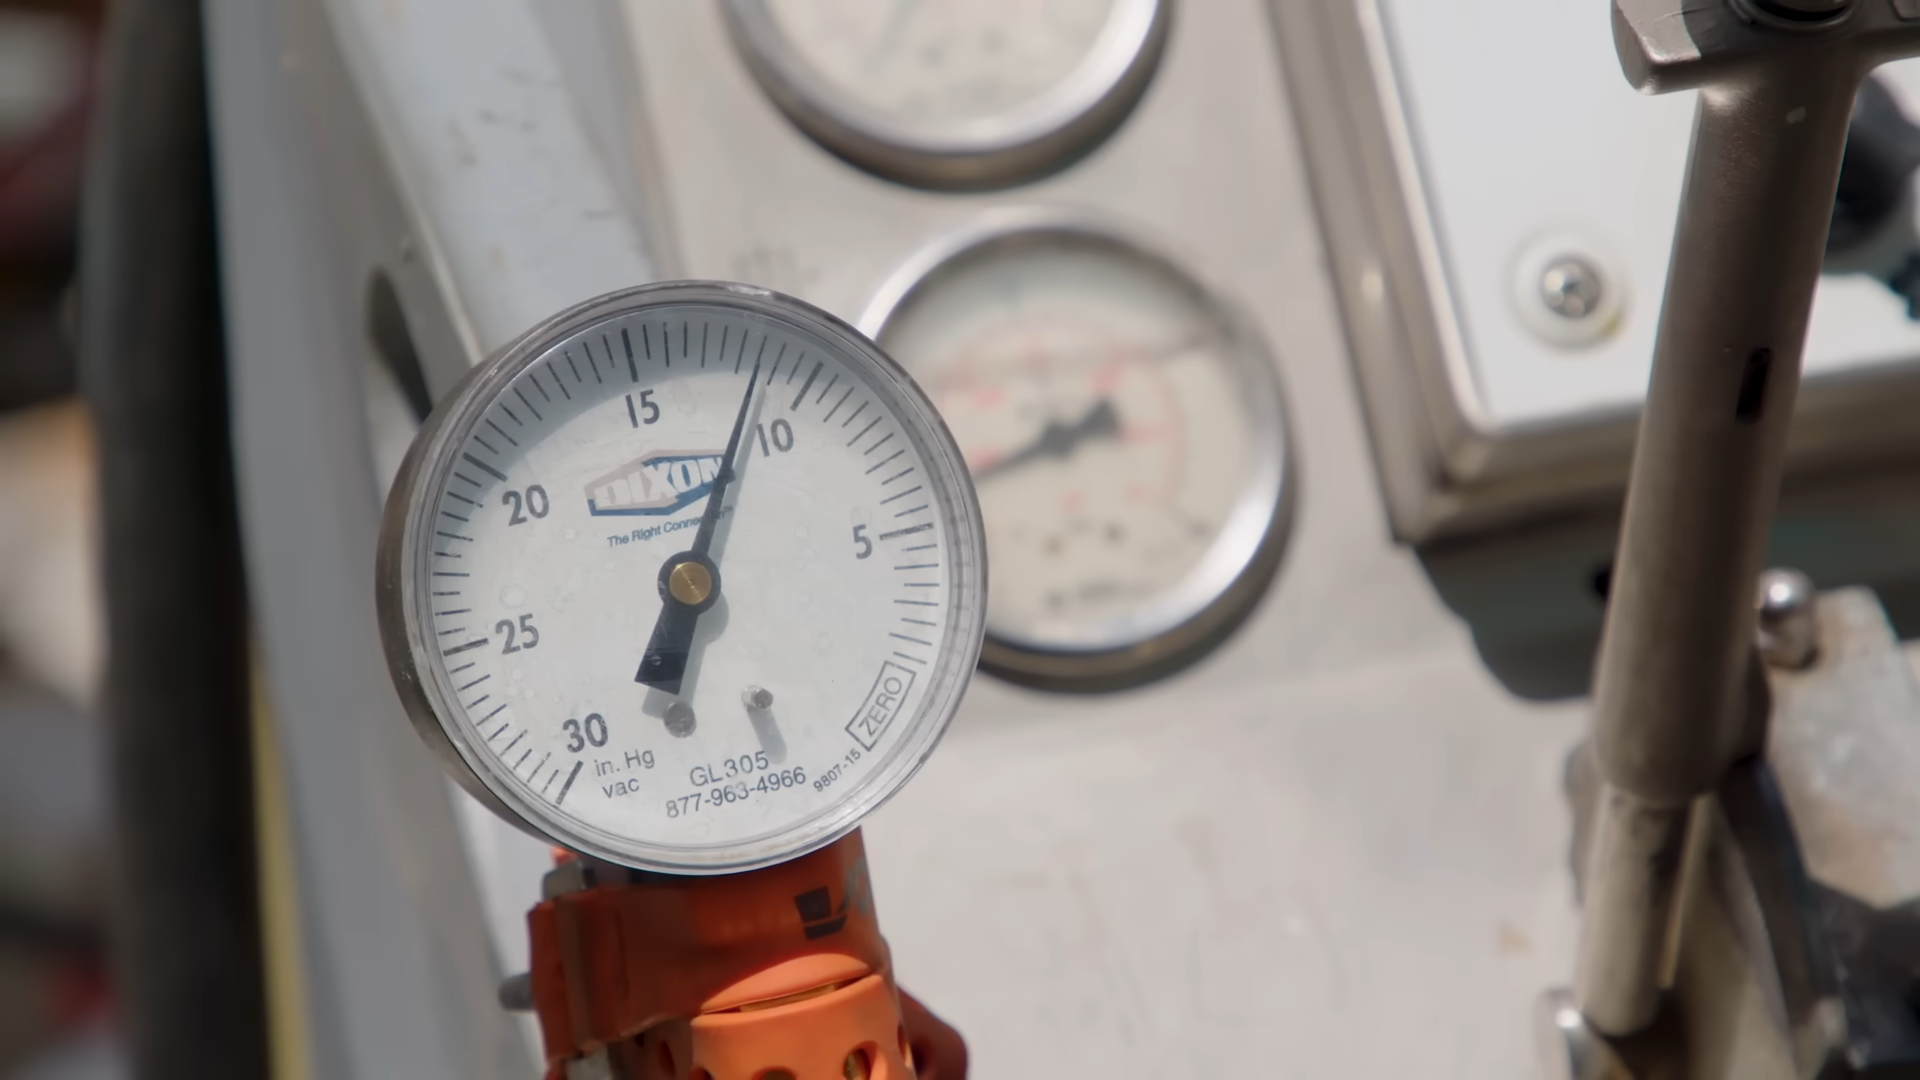 15
10
20
5
25
30
DIXON
The Right Connec
in. Hg
vac
GL305
877-963-4966
9807-15
ZERO